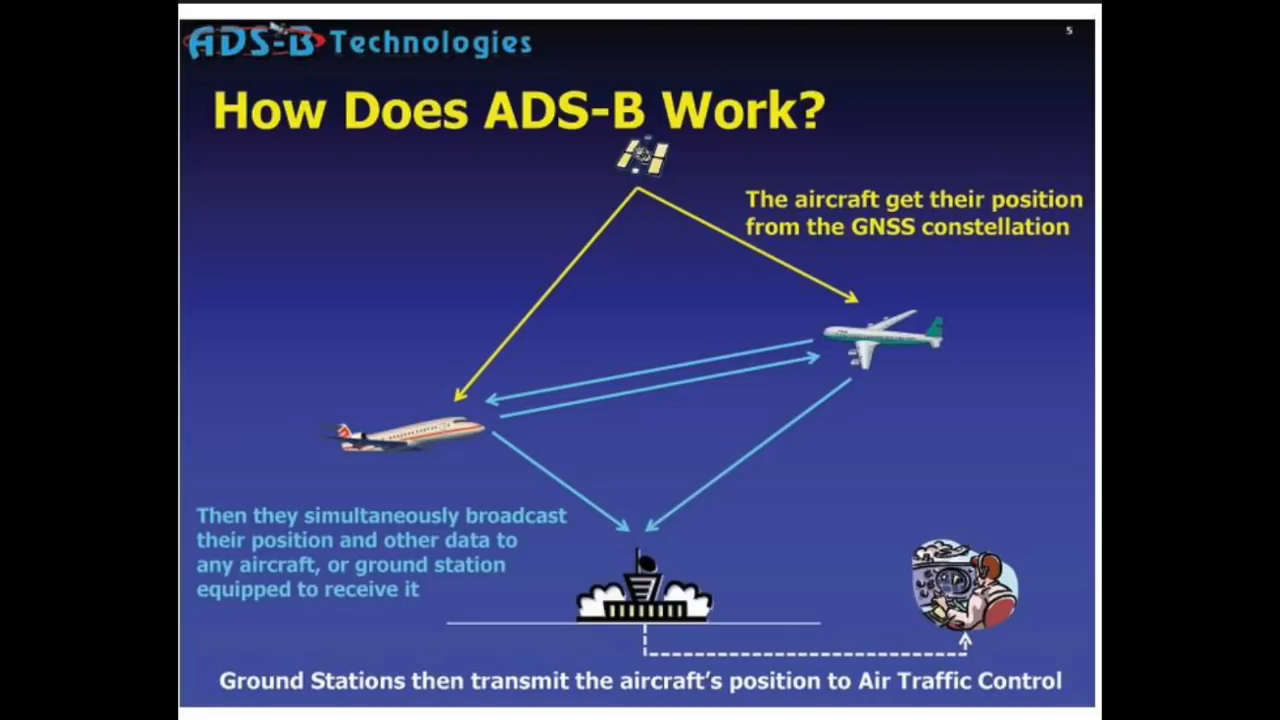 5
ADS-B Technologies
How Does ADS-B Work?
The aircraft get their position
from the GNSS constellation
Then they simultaneously broadcast
their position and other data to
any aircraft, or ground station
equipped to receive it
Ground Stations then transmit the aircraft's position to Air Traffic Control